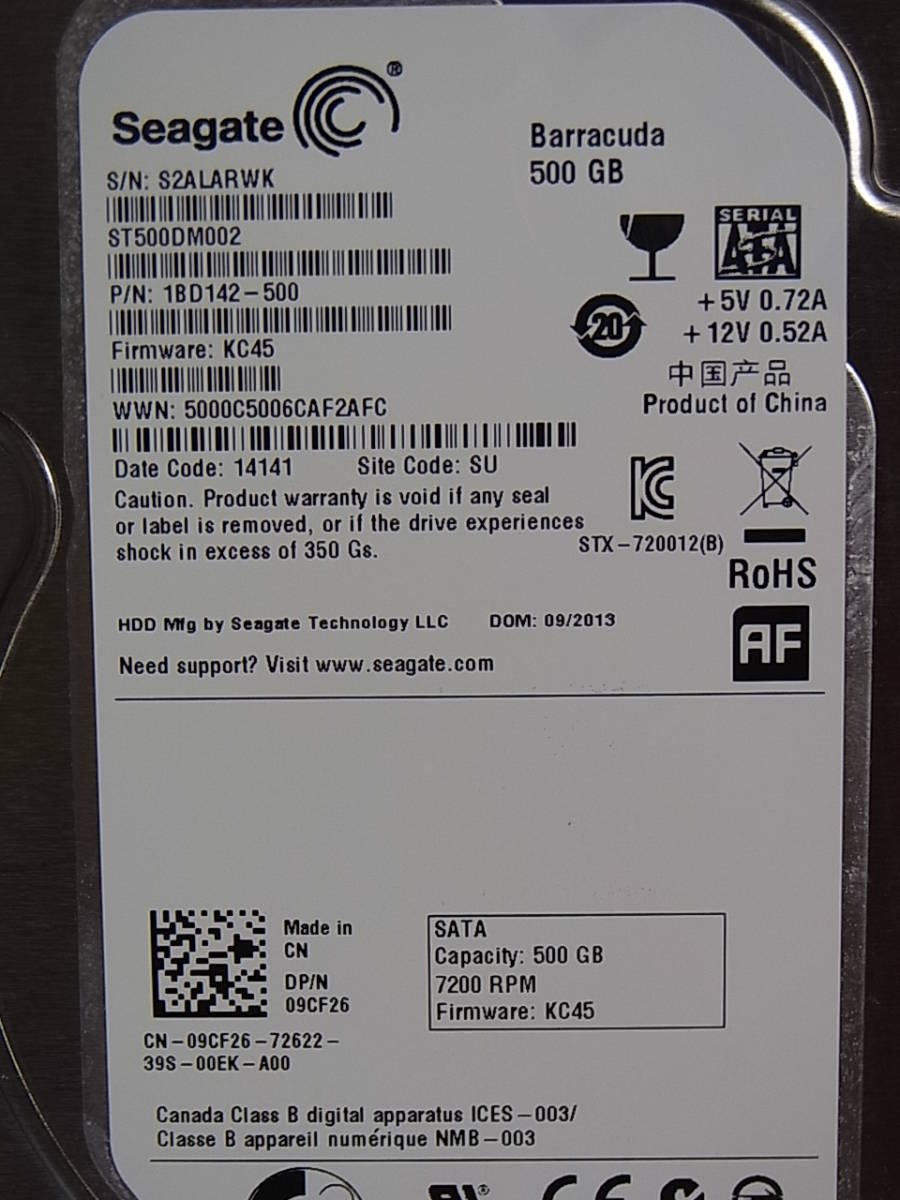 Seagate ®
Barracuda
500 GB
S/N: S2ALARWK
ST500DM002
P/N: 1BD142-500
Firmware: KC45
WWN: 5000C5006CAF2AFC
Date Code: 14141 Site Code: SU
SERIAL
ATA
+5V 0.72A
20
+12V 0.52A
中国产品
Product of China
Caution. Product warranty is void if any seal
or label is removed, or if the drive experiences
shock in excess of 350 Gs.
STX-720012(B)
RoHS
HDD Mfg by Seagate Technology LLC DOM: 09/2013
AF
Need support? Visit www.seagate.com
Made in
CN
DP/N
09CF26
CN-09CF26-72622-
39S-00EK-A00
SATA
Capacity: 500 GB
7200 RPM
Firmware: KC45
Canada Class B digital apparatus ICES-003/
Classe B appareil numérique NMB-003